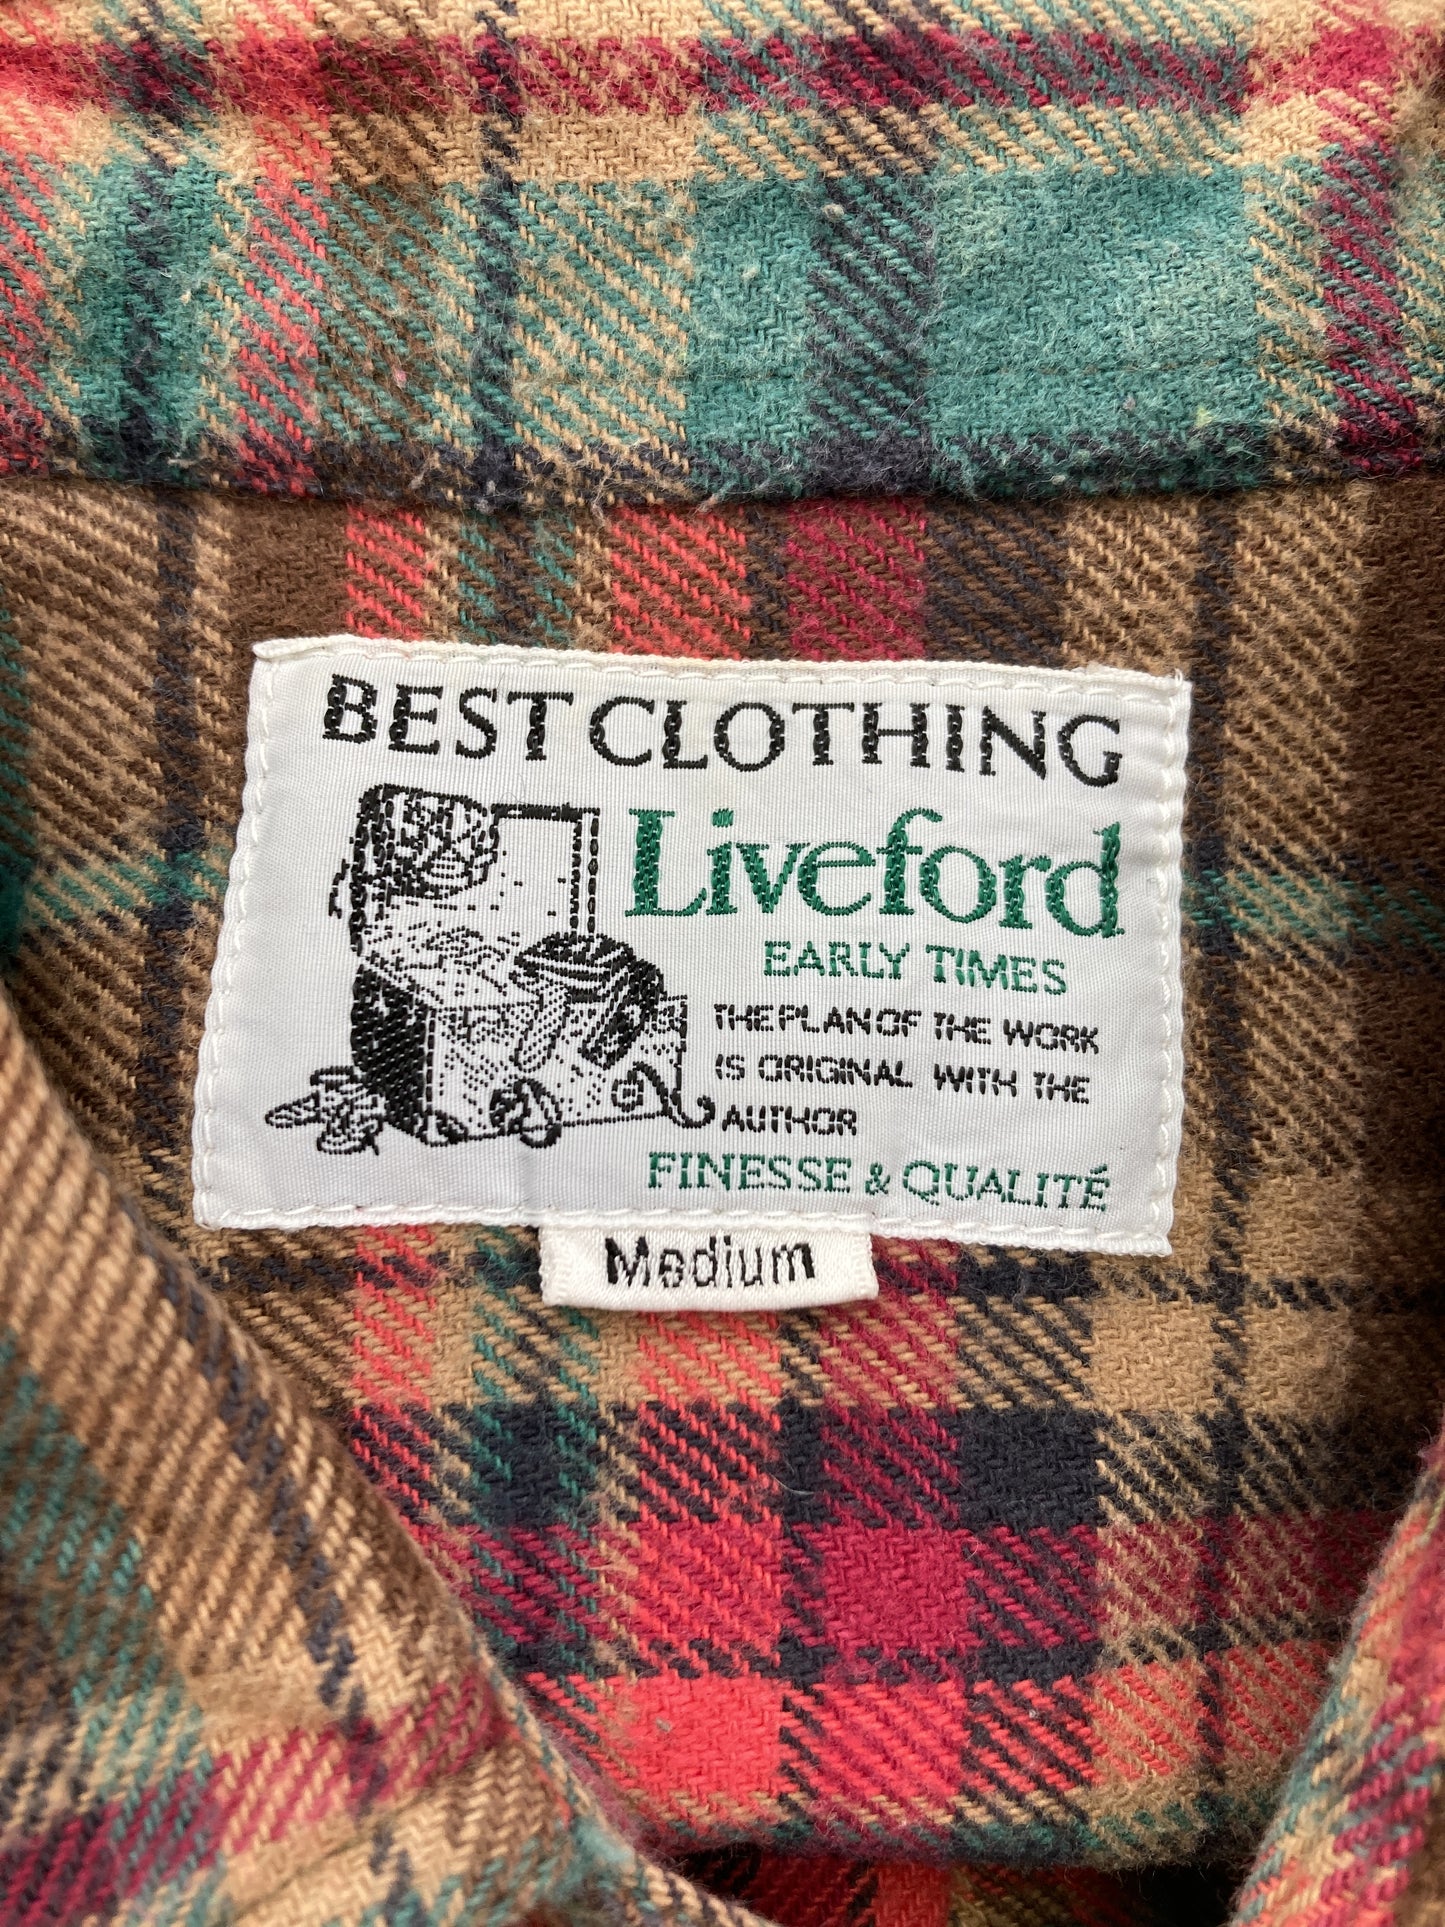 BEST CLOTHING
Liveford
EARLY TIMES
THE PLAN OF THE WORK
IS ORIGINAL WITH THE
AUTHOR
FINESSE & QUALITÉ
Medium